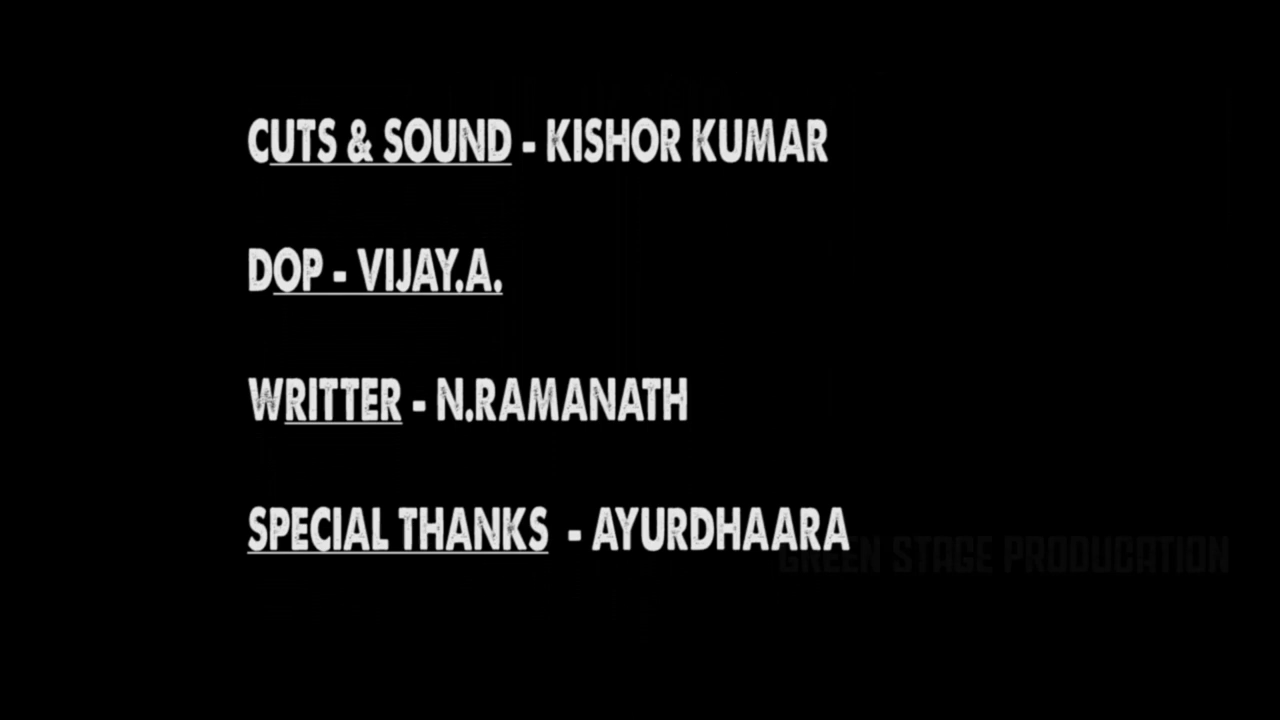 CUTS & SOUND - KISHOR KUMAR
DOP - VIJAY.A.
WRITTER - N.RAMANATH
SPECIAL THANKS - AYURDHAARA
GREEN STAGE PRODUCATION